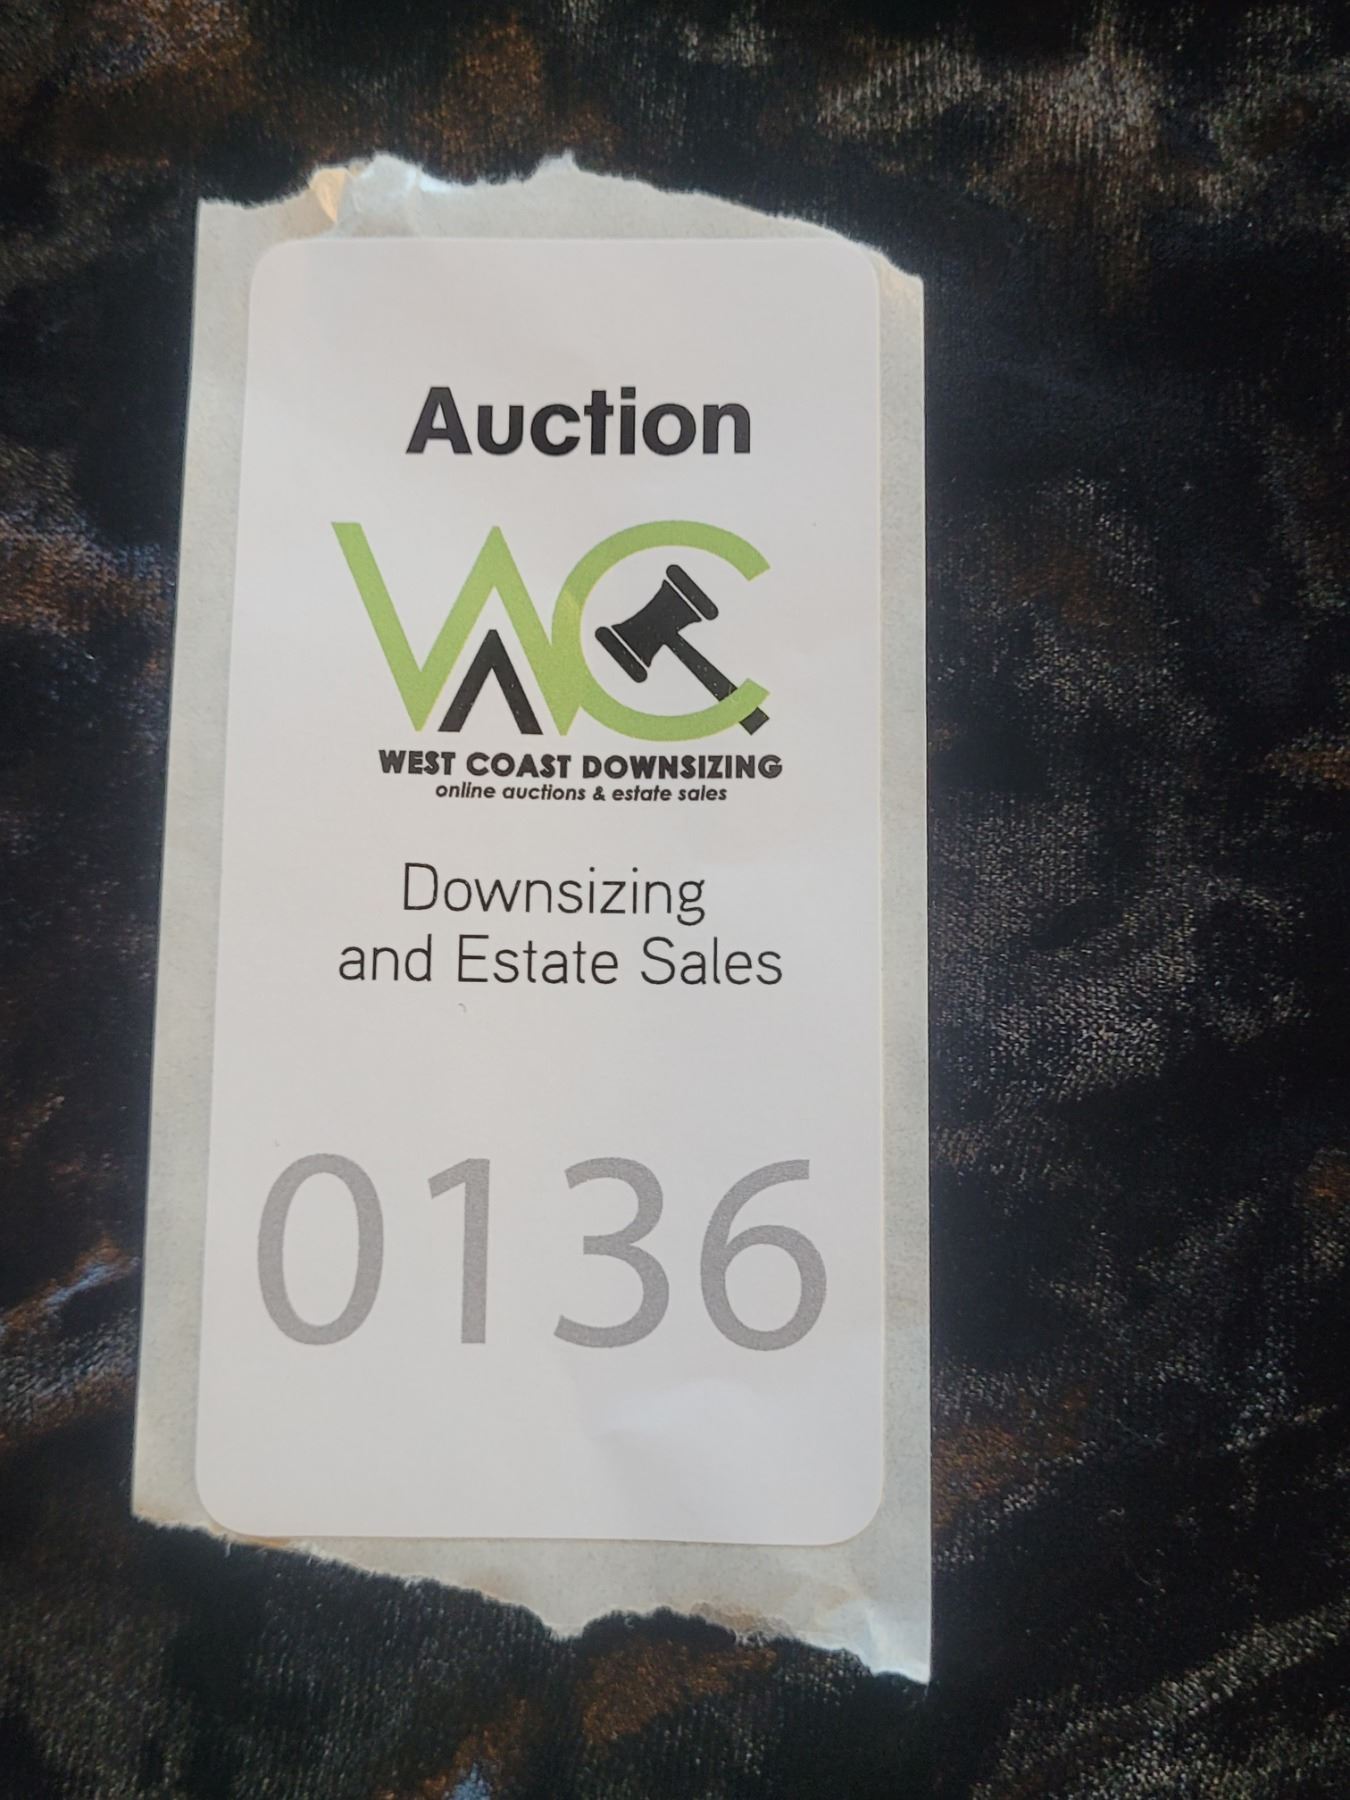 Auction
WC
WEST COAST DOWNSIZING
online auctions & estate sales
Downsizing
and Estate Sales
0136